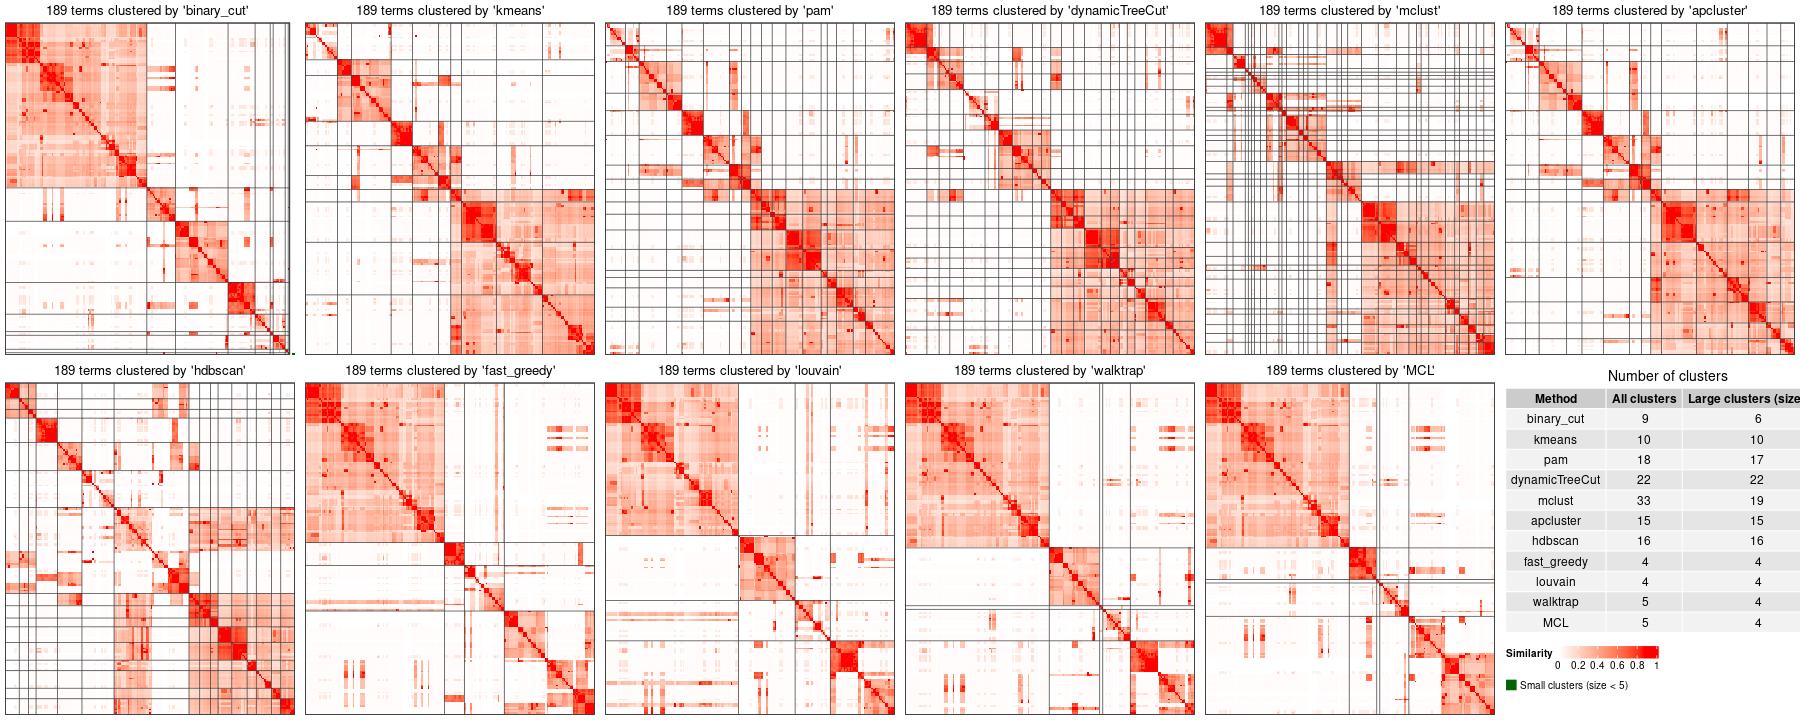 189 terms clustered by 'binary_cut'
189 terms clustered by 'kmeans'
189 terms clustered by 'pam'
189 terms clustered by 'dynamicTreeCut'
189 terms clustered by 'mclust'
189 terms clustered by 'apcluster'
189 terms clustered by 'hdbscan'
189 terms clustered by 'fast_greedy'
189 terms clustered by 'louvain'
189 terms clustered by 'walktrap'
189 terms clustered by 'MCL'
Number of clusters
Method All clusters Large clusters (size
binary_cut 9 6
kmeans 10 10
pam 18 17
dynamicTreeCut 22 22
mclust 33 19
apcluster 15 15
hdbscan 16 16
fast_greedy 4 4
louvain 4 4
walktrap 5 4
MCL 5 4
Similarity
0 0.2 0.4 0.6 0.8 1
Small clusters (size < 5)